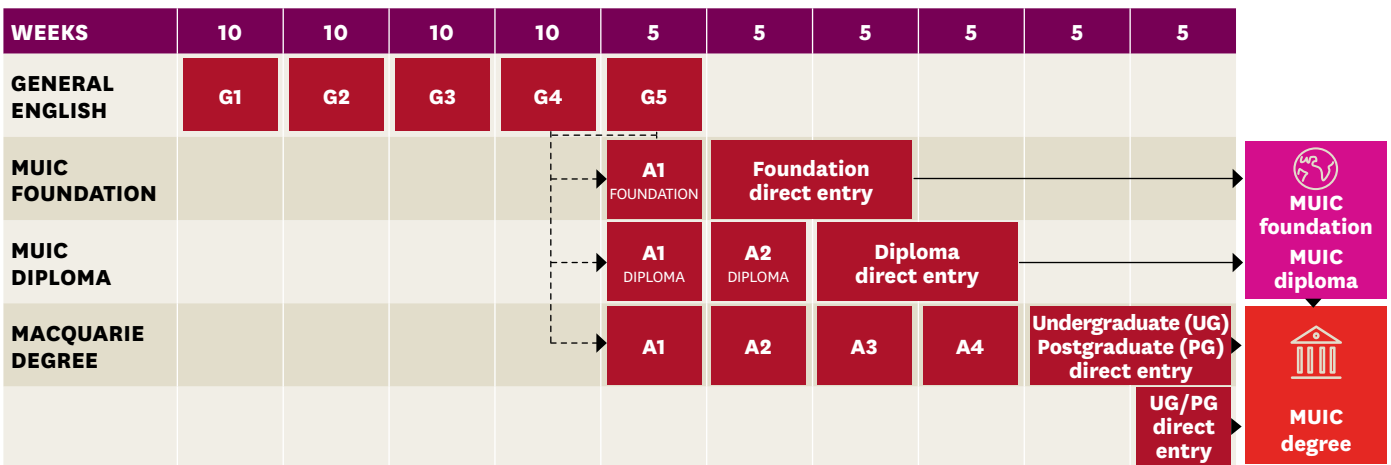 WEEKS 10 10 10 10 5 5 5 5 5 5
GENERAL
ENGLISH
G1 G2 G3 G4 G5
MUIC
FOUNDATION
A1
FOUNDATION
Foundation
direct entry
MUIC
DIPLOMA
A1
DIPLOMA
A2
DIPLOMA
Diploma
direct entry
MUIC
foundation
MUIC
diploma
MACQUARIE
DEGREE
A1 A2 A3 A4
Undergraduate (UG)
Postgraduate (PG)
direct entry
UG/PG
direct
entry
MUIC
degree